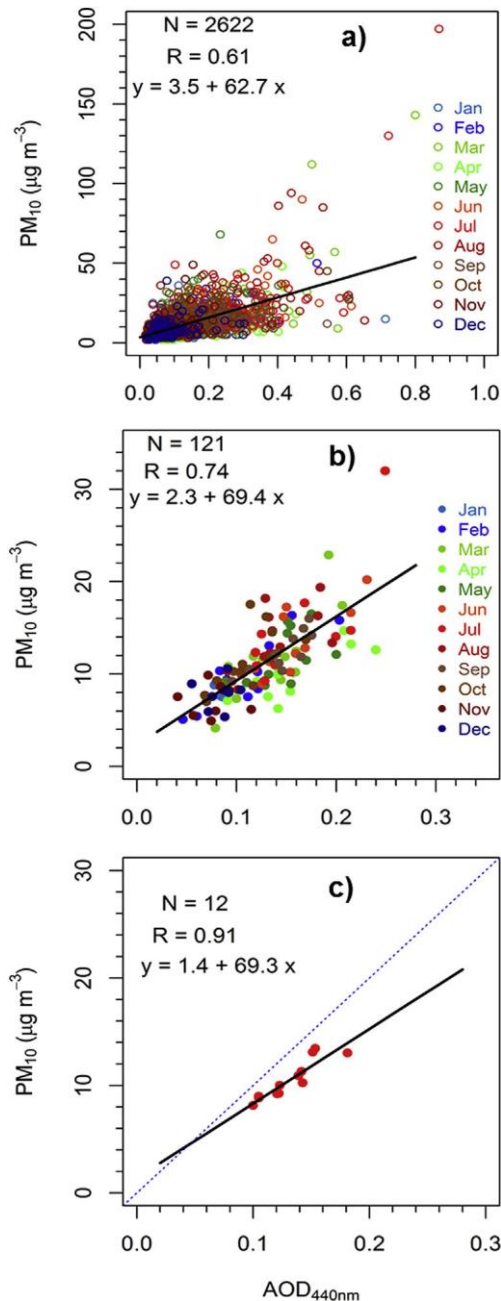 N = 2622
a)
R = 0.61
y = 3.5 + 62.7 x
PM10 (µg m−3)
200
150
100
50
0
Jan
Feb
Mar
Apr
May
Jun
Jul
Aug
Sep
Oct
Nov
Dec
0.0 0.2 0.4 0.6 0.8 1.0
N = 121
b)
R = 0.74
y = 2.3 + 69.4 x
PM10 (µg m−3)
30
20
10
0
Jan
Feb
Mar
Apr
May
Jun
Jul
Aug
Sep
Oct
Nov
Dec
0.1 0.2 0.3
c)
N = 12
R = 0.91
y = 1.4 + 69.3 x
PM10 (µg m−3)
30
20
10
0
0.0 0.1 0.2 0.3
AOD440nm